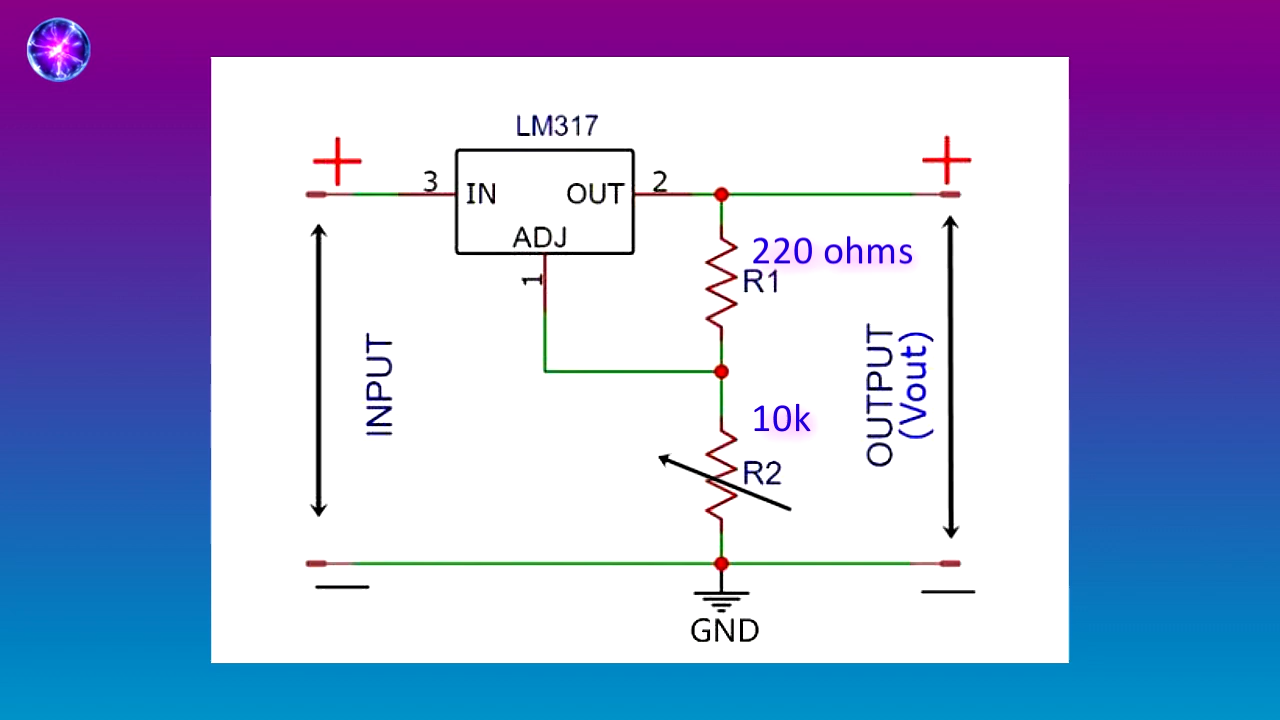 LM317
+
+
3
IN
OUT
2
ADJ
1
220 ohms
R1
INPUT
OUTPUT
(Vout)
10k
R2
GND